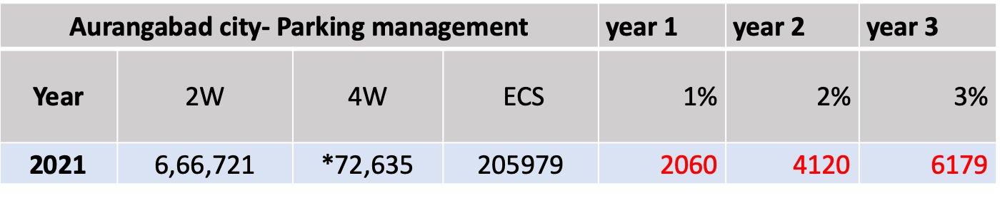 Aurangabad city- Parking management year 1 year 2 year 3
Year 2W 4W ECS 1% 2% 3%
2021 6,66,721 *72,635 205979 2060 4120 6179